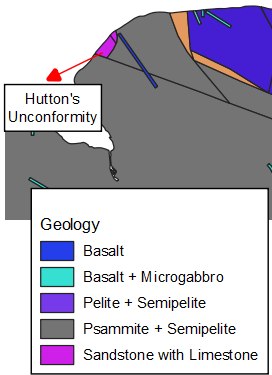 Hutton's
Unconformity
Geology
Basalt
Basalt + Microgabbro
Pelite + Semipelite
Psammite + Semipelite
Sandstone with Limestone